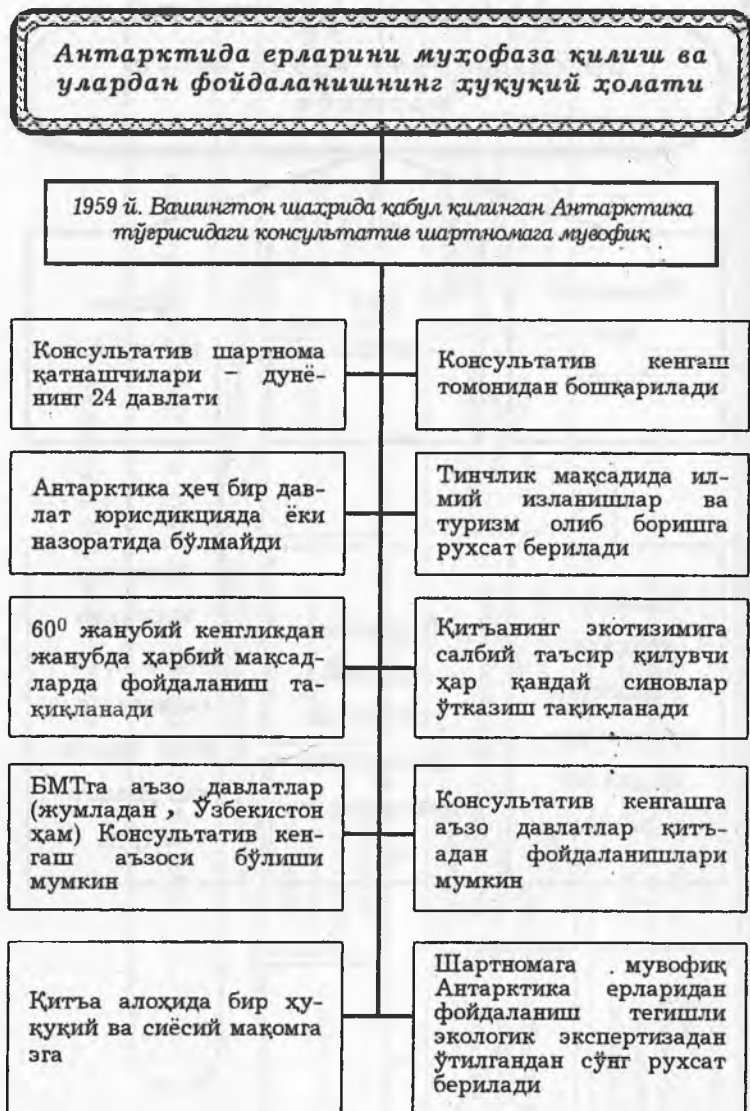 Антарктида ерларини муҳофаза қилиш ва
улардан фойдаланишнинг ҳуқуқий ҳолати
1959 й. Вашингтон шаҳрида қабул қилинган Антарктика
тўғрисидаги консультатив шартномага мувофиқ
Консультатив шартнома
қатнашчилари – дунё-
нинг 24 давлати
Консультатив кенгаш
томонидан бошқарилади
Антарктика ҳеч бир дав-
лат юрисдикцияда ёки
назоратида бўлмайди
Тинчлик мақсадида ил-
мий изланишлар ва
туризм олиб боришга
рухсат берилади
60⁰ жанубий кенгликдан
жанубда ҳарбий мақсад-
ларда фойдаланиш та-
қиқланади
Қитъанинг экотизимига
салбий таъсир қилувчи
ҳар қандай синовлар
ўтказиш тақиқланади
БМТга аъзо давлатлар
(жумладан , Ўзбекистон
ҳам) Консультатив кен-
гаш аъзоси бўлиши
мумкин
Консультатив кенгашга
аъзо давлатлар қитъ-
адан фойдаланишлари
мумкин
Қитъа алоҳида бир ҳу-
қуқий ва сиёсий мақомга
эга
Шартномага мувофиқ
Антарктика ерларидан
фойдаланиш тегишли
экологик экспертизадан
ўтилгандан сўнг рухсат
берилади